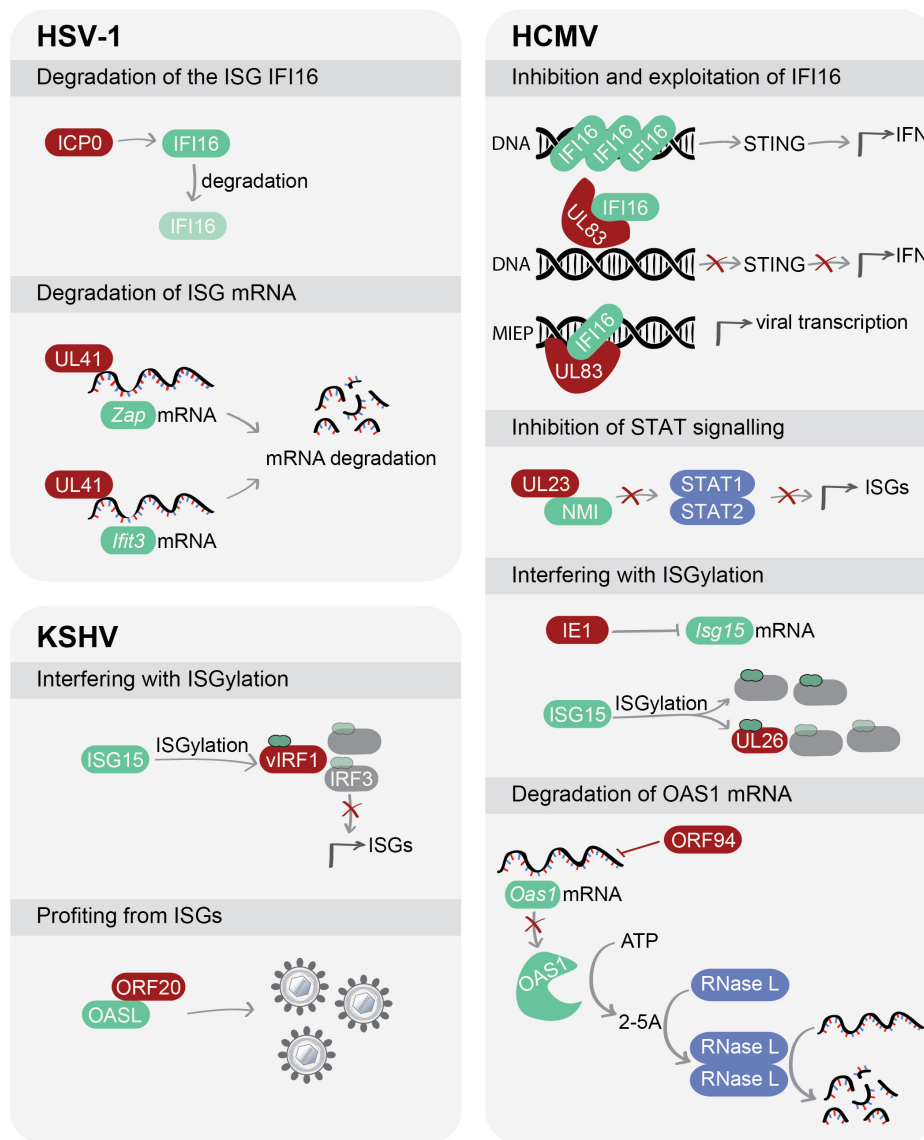 HSV-1
Degradation of the ISG IFI16
ICP0
IFI16
degradation
IFI16
Degradation of ISG mRNA
UL41
Zap mRNA
mRNA degradation
UL41
Ifit3 mRNA
KSHV
Interfering with ISGylation
ISG15
ISGylation
vIRF1
IRF3
ISGs
Profiting from ISGs
ORF20
OASL
HCMV
Inhibition and exploitation of IFI16
DNA
IFI16
IFI16
IFI16
STING
IFN
IFI16
UL83
DNA
STING
IFN
MIEP
IFI16
UL83
viral transcription
Inhibition of STAT signalling
UL23
NMI
STAT1
STAT2
ISGs
Interfering with ISGylation
IE1
Isg15 mRNA
ISG15
ISGylation
UL26
Degradation of OAS1 mRNA
ORF94
Oas1 mRNA
OAS1
ATP
2-5A
RNase L
RNase L
RNase L